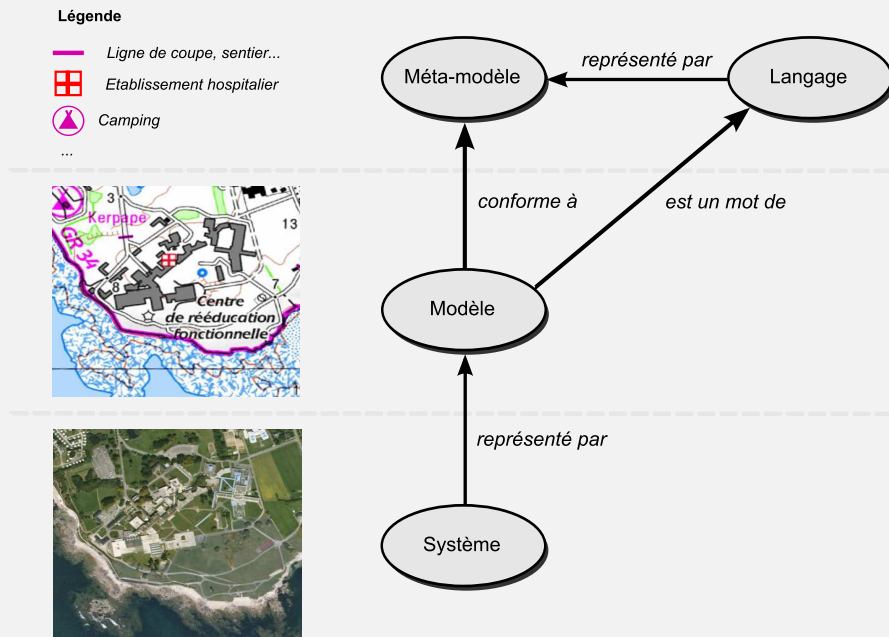 Légende
Ligne de coupe, sentier...
Etablissement hospitalier
Camping
...
Méta-modèle
représenté par
Langage
conforme à
est un mot de
3
Kerpape
13
GR 34
8
7
Centre
de rééducation
fonctionnelle
Modèle
représenté par
Système